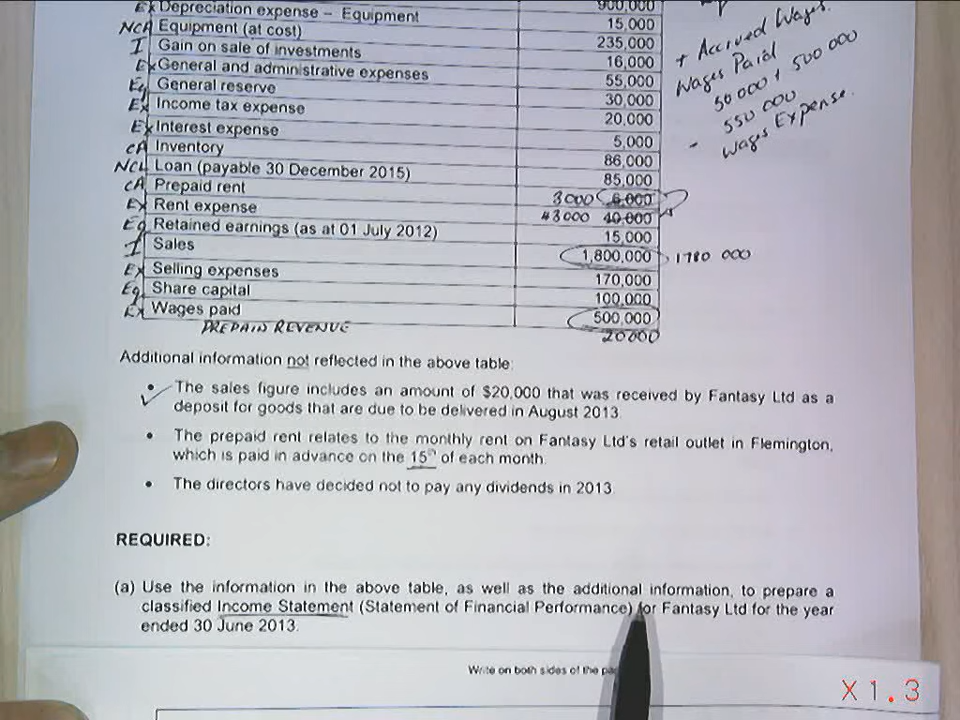 Ex Depreciation expense – Equipment 900,000
NCA Equipment (at cost) 15,000
I Gain on sale of investments 235,000
Ex General and administrative expenses 16,000
Eq General reserve 55,000
Ex Income tax expense 30,000
Ex Interest expense 20,000
CA Inventory 5,000
NCL Loan (payable 30 December 2015) 86,000
CA Prepaid rent 85,000
Ex Rent expense 3000 6,000
Eq Retained earnings (as at 01 July 2012) 43000 40,000
I Sales 15,000
1,800,000 1780 000
Ex Selling expenses 170,000
Eq Share capital 100,000
Ex Wages paid 500,000
PREPAID REVENUE 20000
+ Accrued Wages.
Wages Paid
50 000 + 500 000
550 000
- Wages Expense.
Additional information not reflected in the above table:
• The sales figure includes an amount of $20,000 that was received by Fantasy Ltd as a
deposit for goods that are due to be delivered in August 2013
• The prepaid rent relates to the monthly rent on Fantasy Ltd's retail outlet in Flemington,
which is paid in advance on the 15th of each month.
• The directors have decided not to pay any dividends in 2013
REQUIRED:
(a) Use the information in the above table, as well as the additional information, to prepare a
classified Income Statement (Statement of Financial Performance) for Fantasy Ltd for the year
ended 30 June 2013.
Write on both sides of the
X1.3